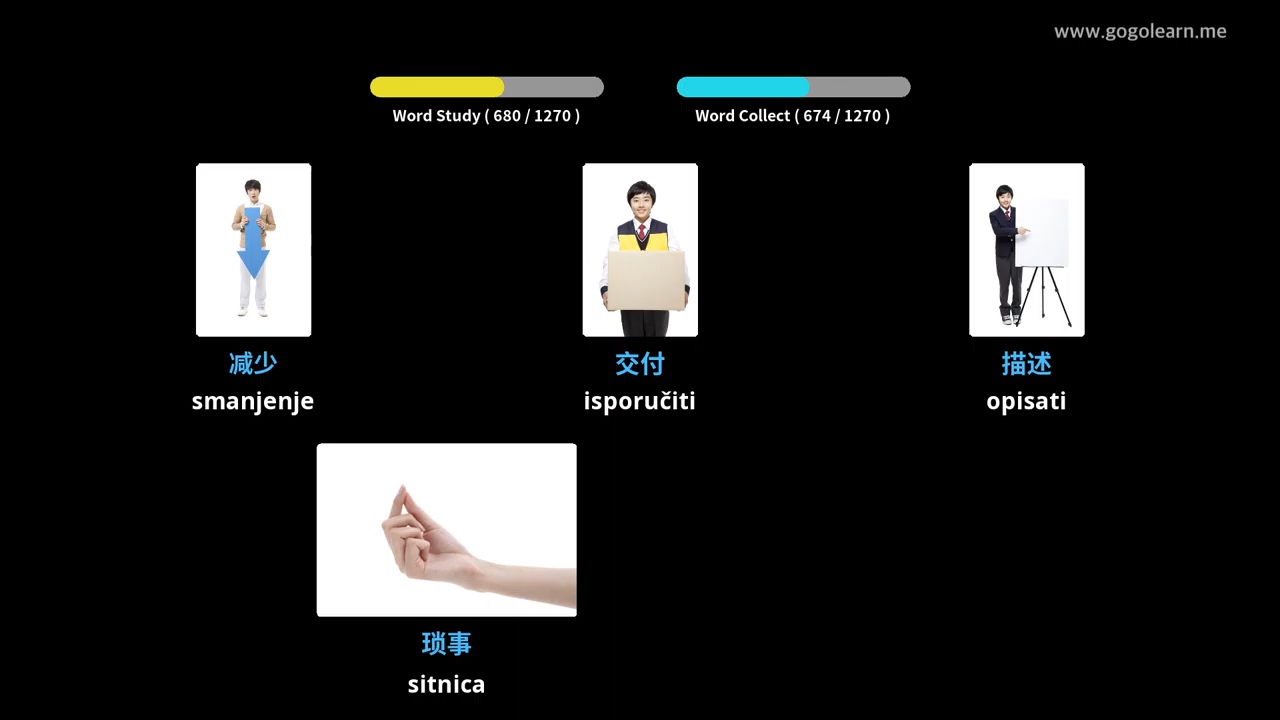 www.gogolearn.me
Word Study ( 680 / 1270 )
Word Collect ( 674 / 1270 )
减少
smanjenje
交付
isporučiti
描述
opisati
琐事
sitnica